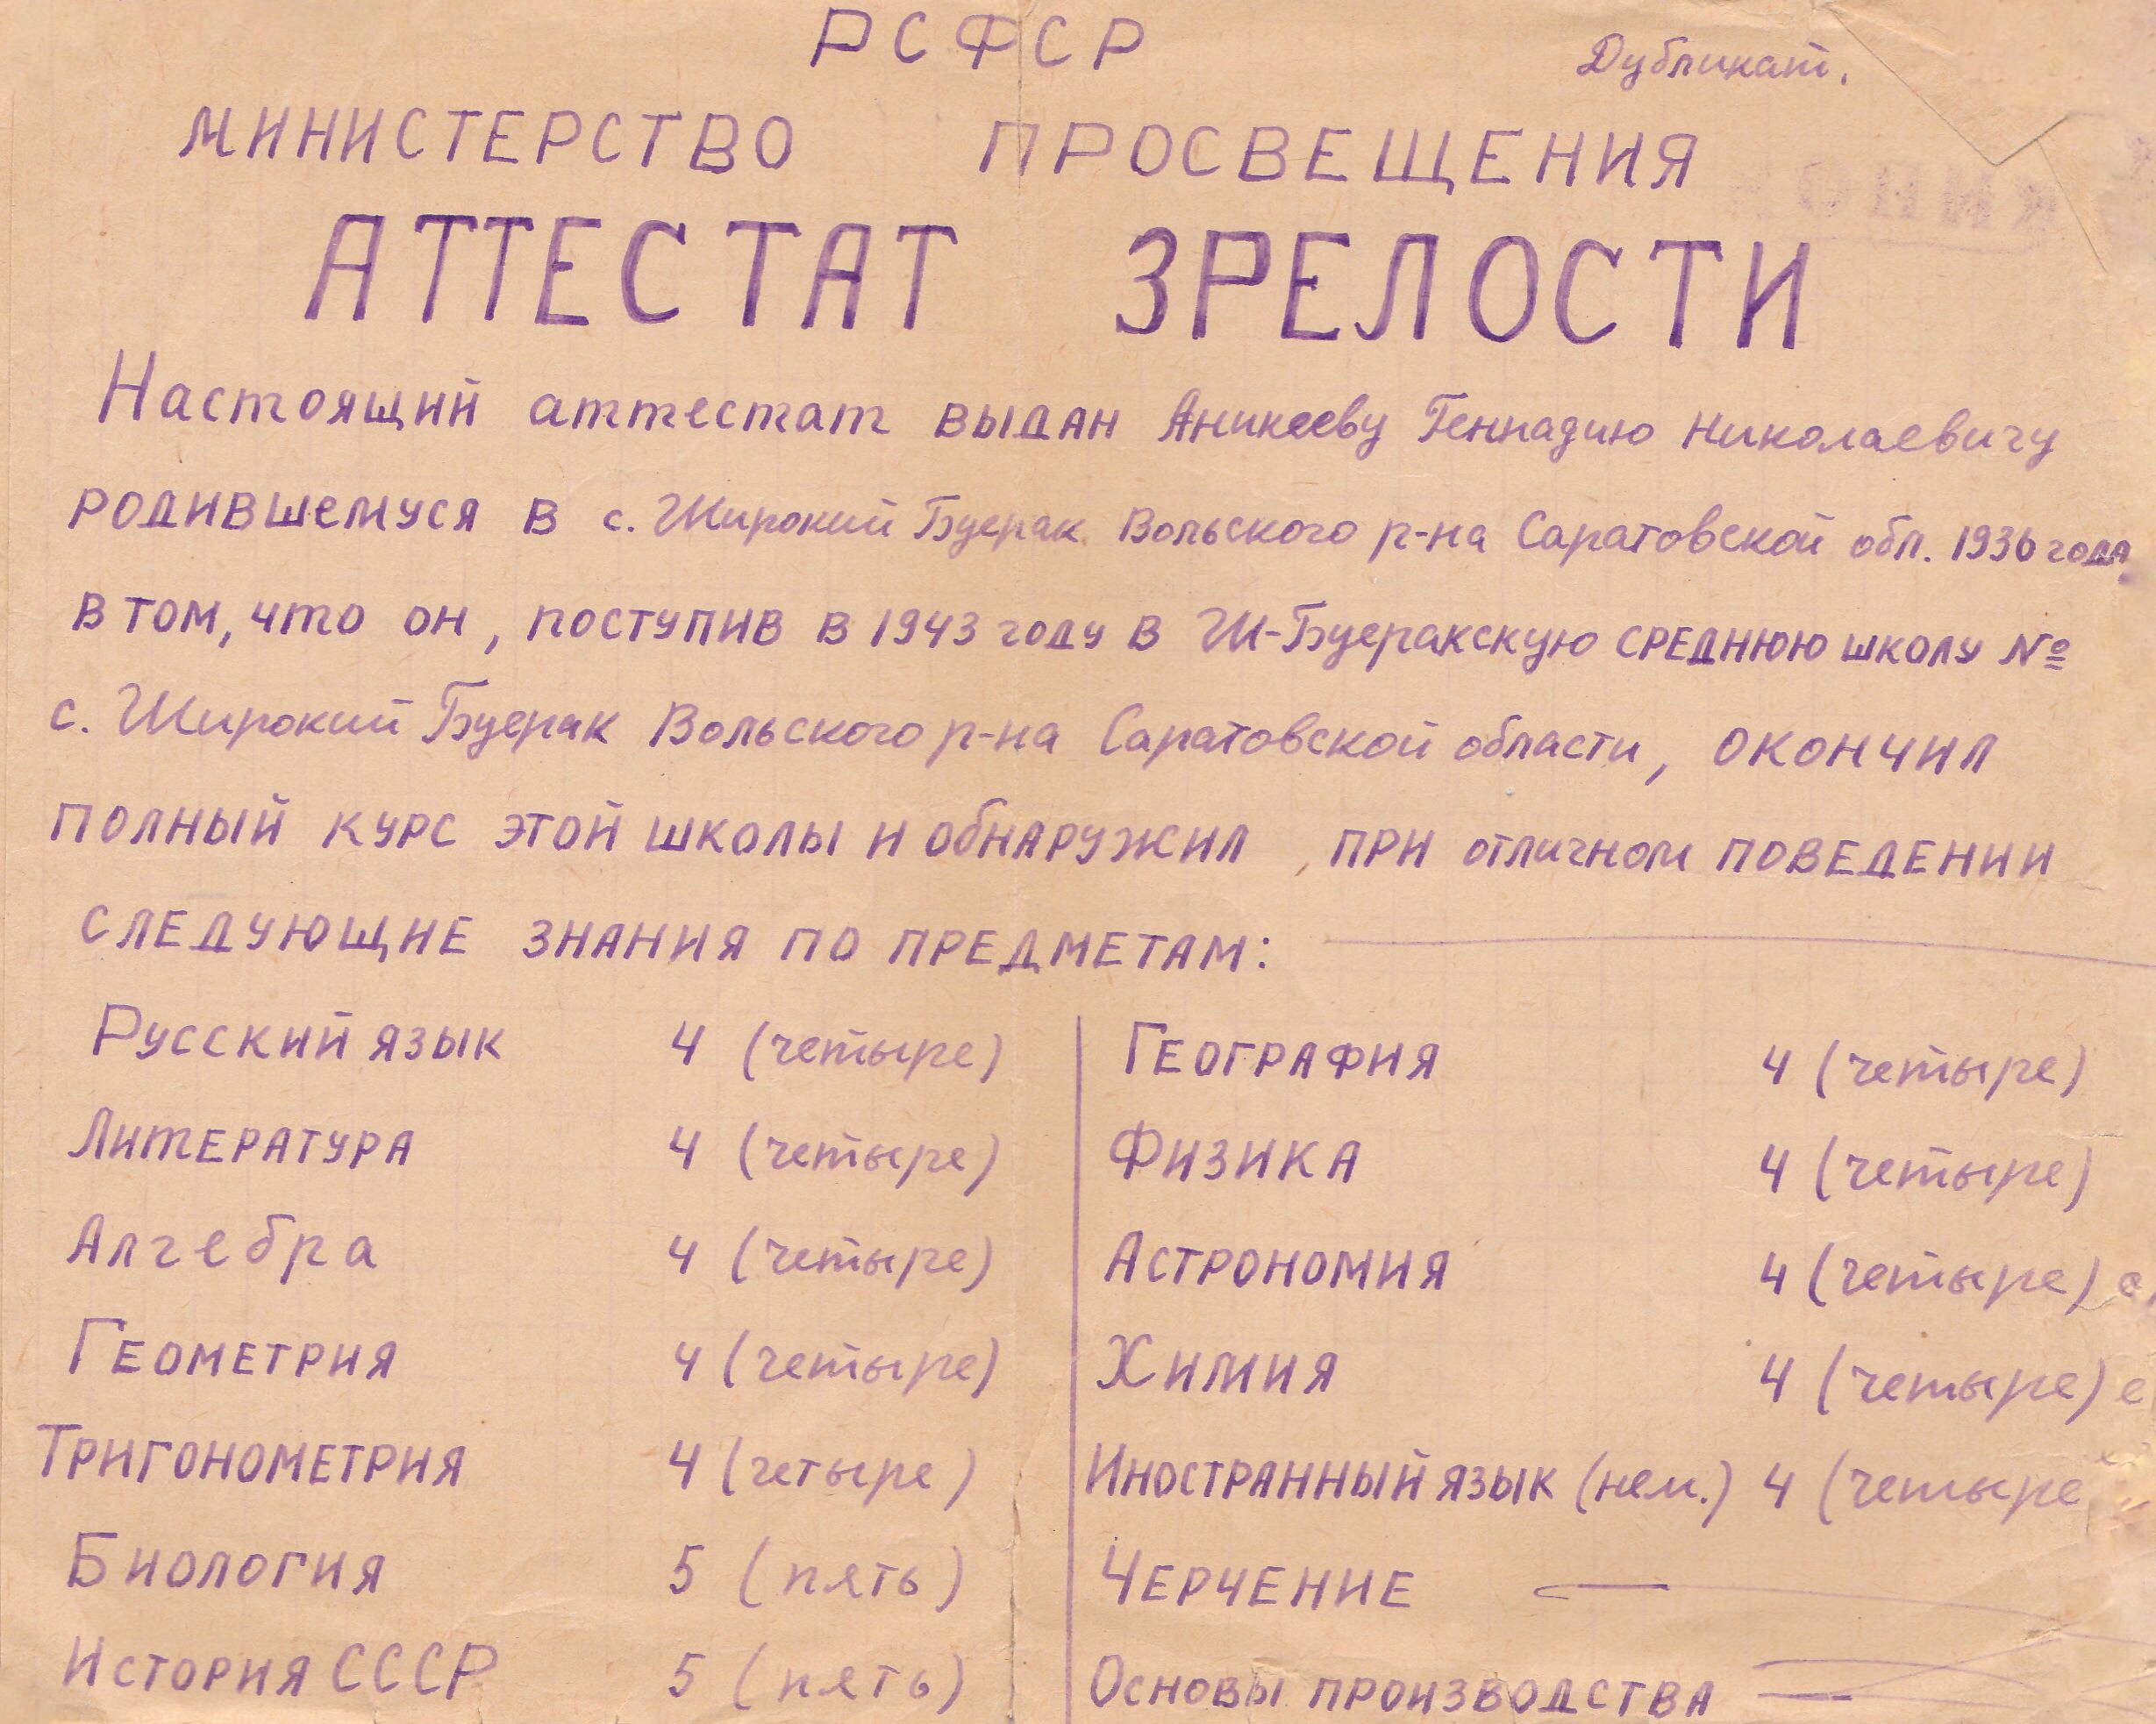 РСФСР
Дубликат.
МИНИСТЕРСТВО ПРОСВЕЩЕНИЯ
АТТЕСТАТ ЗРЕЛОСТИ
Настоящий аттестат выдан Аникееву Геннадию Николаевичу
родившемуся в с. Широкий Буерак Вольского р-на Саратовской обл. 1936 года
в том, что он, поступив в 1943 году в Ш-Буеракскую среднюю школу №
с. Широкий Буерак Вольского р-на Саратовской области, окончил
полный курс этой школы и обнаружил, при отличном поведении
следующие знания по предметам:
Русский язык 4 (четыре)
Литература 4 (четыре)
Алгебра 4 (четыре)
Геометрия 4 (четыре)
Тригонометрия 4 (четыре)
Биология 5 (пять)
История СССР 5 (пять)
География 4 (четыре)
Физика 4 (четыре)
Астрономия 4 (четыре)
Химия 4 (четыре)
Иностранный язык (нем.) 4 (четыре
Черчение —
Основы производства —